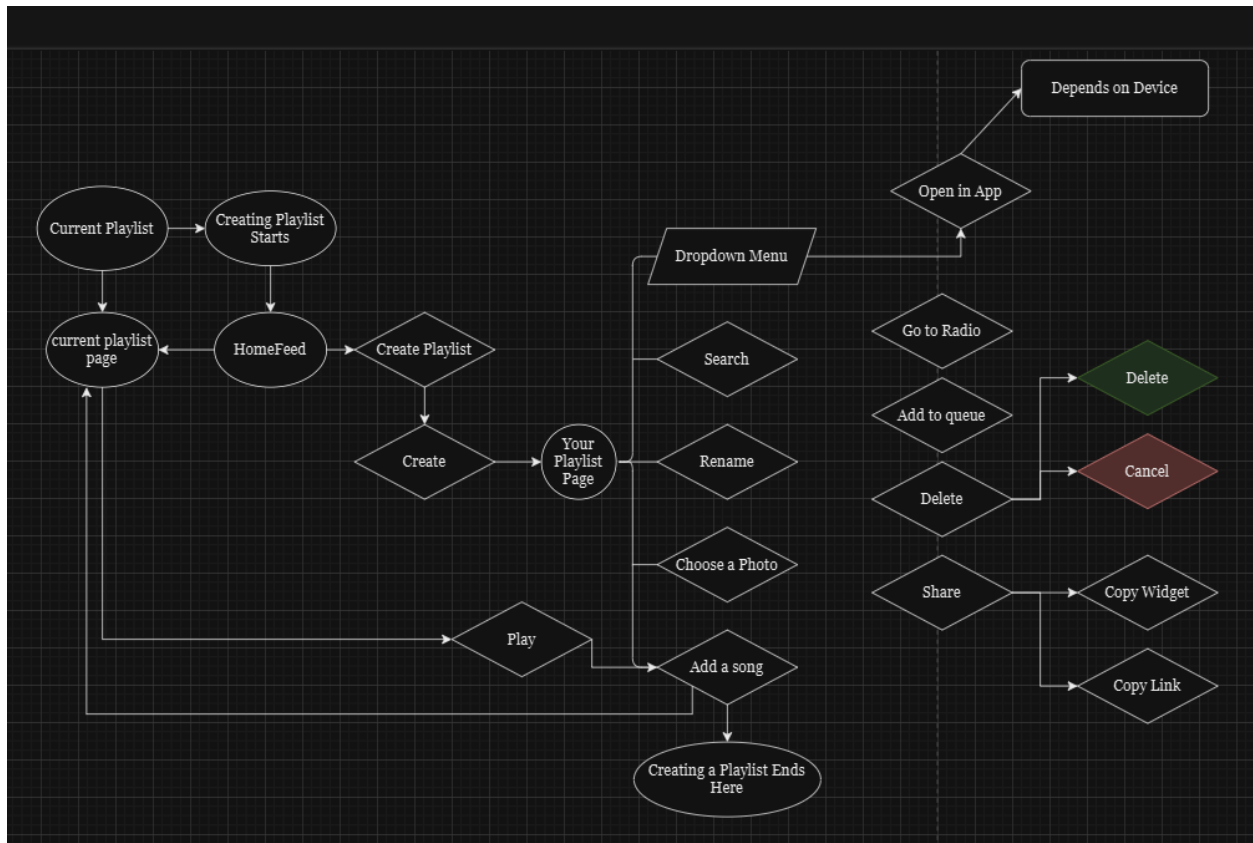 Depends on Device
Open in App
Current Playlist
Creating Playlist
Starts
Dropdown Menu
Go to Radio
current playlist
page
HomeFeed
Create Playlist
Search
Delete
Add to queue
Create
Your
Playlist
Page
Rename
Cancel
Delete
Choose a Photo
Share
Copy Widget
Play
Add a song
Copy Link
Creating a Playlist Ends
Here